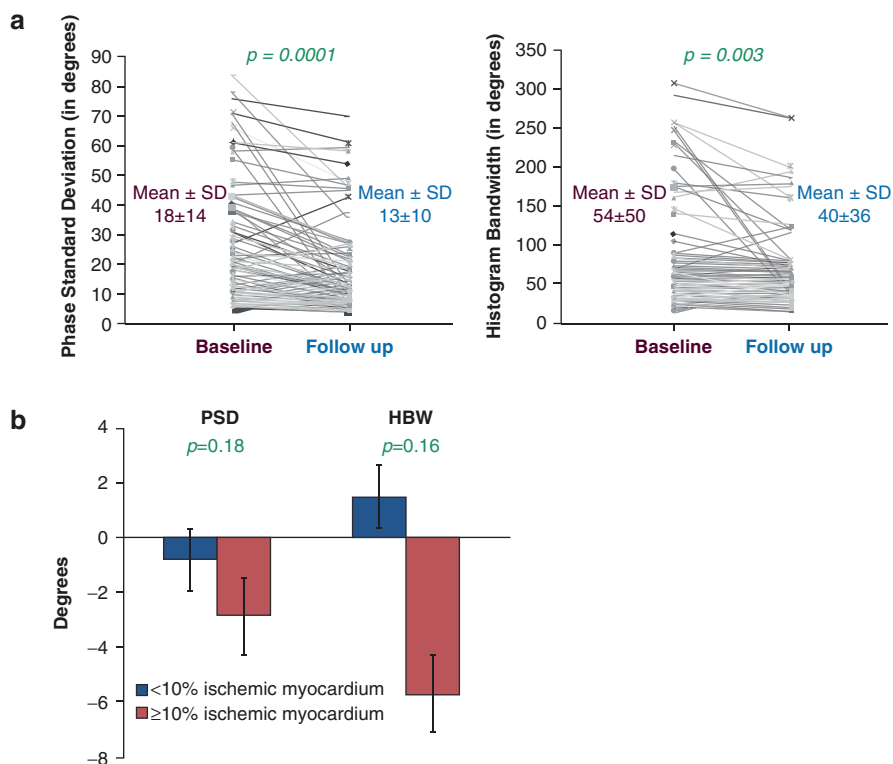 a
p = 0.0001
Phase Standard Deviation (in degrees)
90
80
70
60
50
40
30
20
10
0
Mean ± SD
18±14
Mean ± SD
13±10
Baseline
Follow up
p = 0.003
Histogram Bandwidth (in degrees)
350
300
250
200
150
100
50
0
Mean ± SD
54±50
Mean ± SD
40±36
Baseline
Follow up
b
PSD
HBW
p=0.18
p=0.16
Degrees
4
2
0
−2
−4
−6
−8
<10% ischemic myocardium
≥10% ischemic myocardium